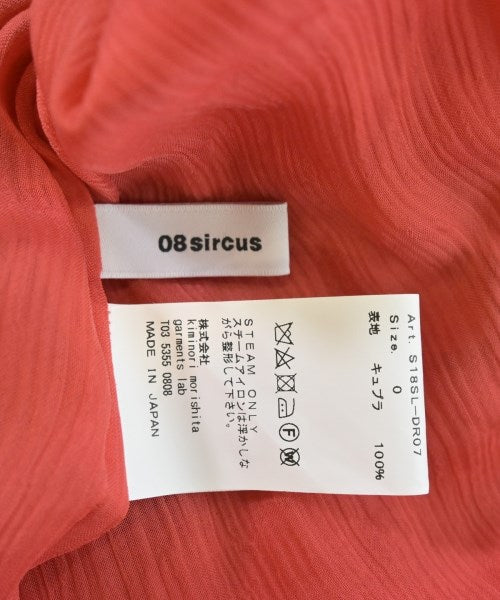 08sircus
Art. S18SL-DR07
Size. 0
表地 キュプラ 100%
F
W
STEAM ONLY
スチームアイロンは浮かしな
がら整形して下さい。
株式会社
kiminori morishita
garments lab
T03 5355 0808
MADE IN JAPAN